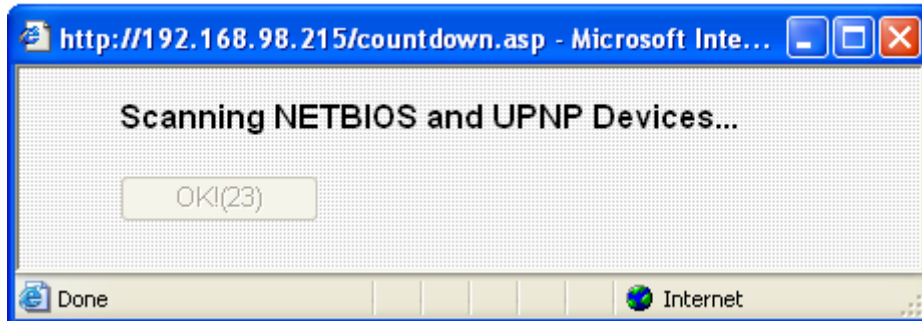 http://192.168.98.215/countdown.asp - Microsoft Inte...
Scanning NETBIOS and UPNP Devices...
OK!(23)
Done
Internet